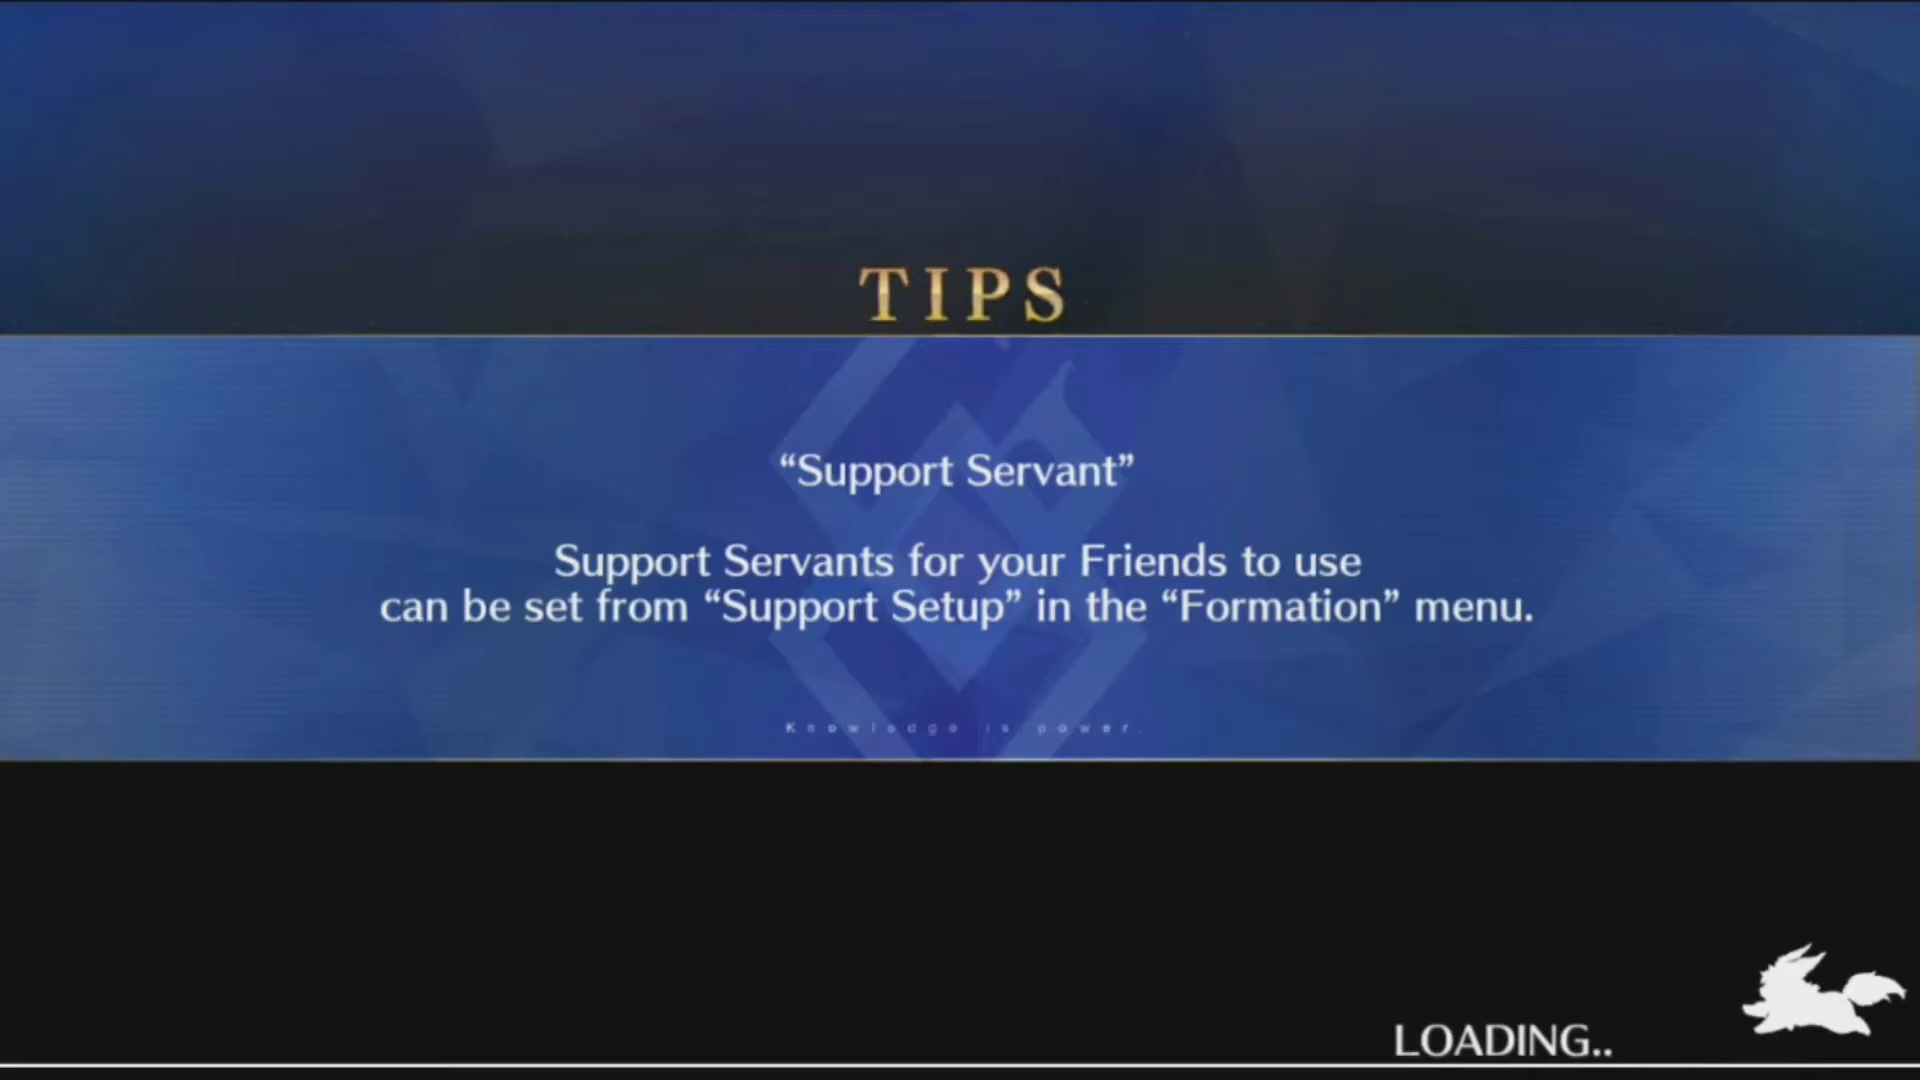 TIPS
“Support Servant”
Support Servants for your Friends to use
can be set from “Support Setup” in the “Formation” menu.
Knowledge is power.
LOADING..